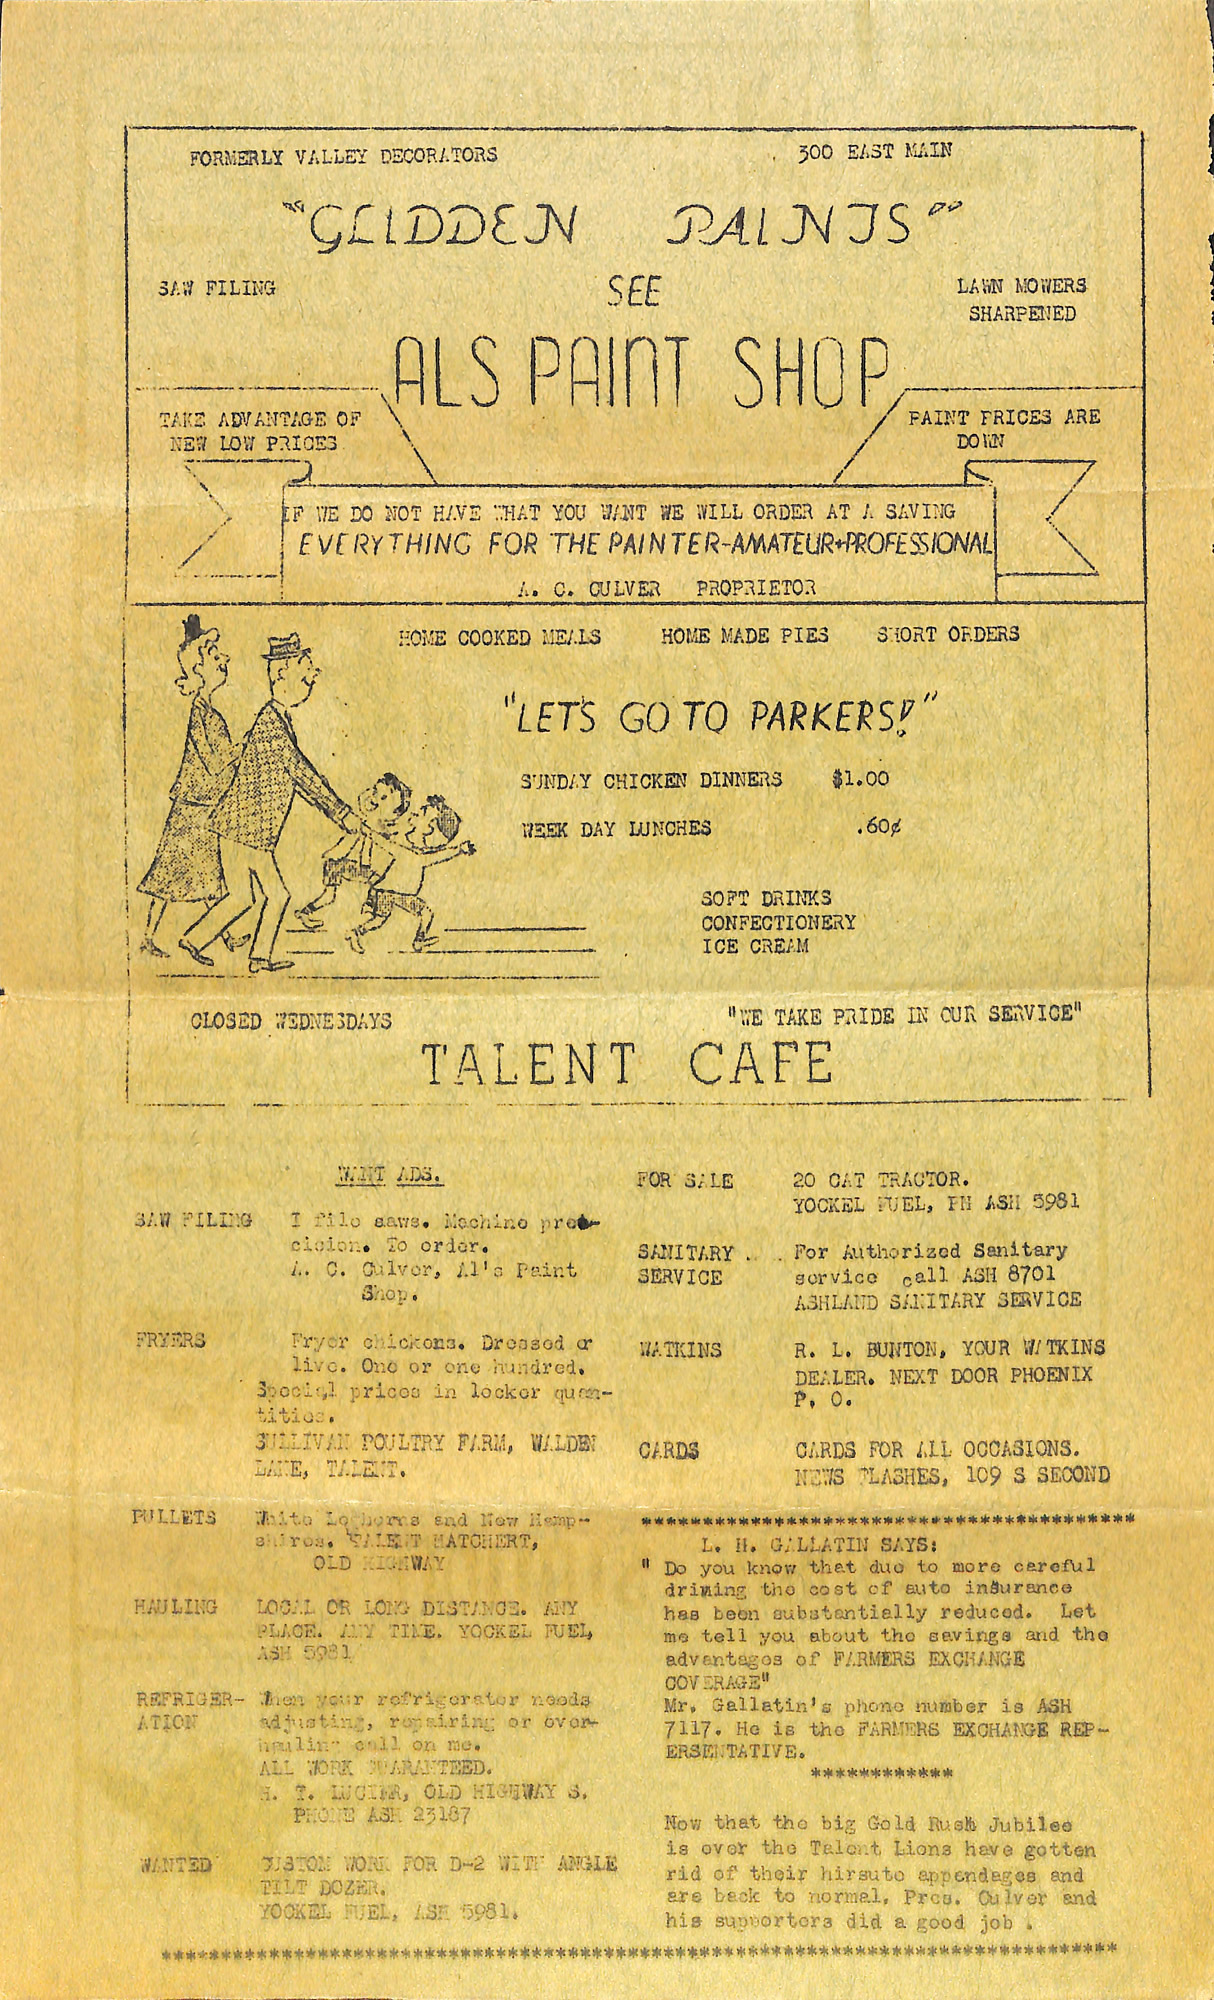 FORMERLY VALLEY DECORATORS 300 EAST MAIN
"GLIDDEN PAINTS"
SAW FILING SEE LAWN MOWERS
SHARPENED
ALS PAINT SHOP
TAKE ADVANTAGE OF
NEW LOW PRICES
PAINT PRICES ARE
DOWN
IF WE DO NOT HAVE WHAT YOU WANT WE WILL ORDER AT A SAVING
EVERYTHING FOR THE PAINTER-AMATEUR+PROFESSIONAL
A. C. CULVER PROPRIETOR
HOME COOKED MEALS HOME MADE PIES SHORT ORDERS
"LET'S GO TO PARKERS!"
SUNDAY CHICKEN DINNERS $1.00
WEEK DAY LUNCHES .60¢
SOFT DRINKS
CONFECTIONERY
ICE CREAM
CLOSED WEDNESDAYS "WE TAKE PRIDE IN OUR SERVICE"
TALENT CAFE
WANT ADS.
SAW FILING I file saws. Machine pre-
cision. To order.
A. C. Culver, Al's Paint
Shop.
FRYERS Fryer chickens. Dressed or
live. One or one hundred.
Special prices in locker quan-
tities.
SULLIVAN POULTRY FARM, WALDEN
LANE, TALENT.
PULLETS White Leghorns and New Hamp-
shires. TALENT HATCHERT,
OLD HIGHWAY
HAULING LOCAL OR LONG DISTANCE. ANY
PLACE. ANY TIME. YOCKEL FUEL,
ASH 5981
REFRIGER- When your refrigerator needs
ATION adjusting, repairing or over-
hauling call on me.
ALL WORK GUARANTEED.
H. T. LUCIER, OLD HIGHWAY S.
PHONE ASH 23187
WANTED CUSTOM WORK FOR D-2 WITH ANGLE
TILT DOZER.
YOCKEL FUEL, ASH 5981.
FOR SALE 20 CAT TRACTOR.
YOCKEL FUEL, PH ASH 5981
SANITARY . . . For Authorized Sanitary
SERVICE service call ASH 8701
ASHLAND SANITARY SERVICE
WATKINS R. L. BUNTON, YOUR WATKINS
DEALER. NEXT DOOR PHOENIX
P. O.
CARDS CARDS FOR ALL OCCASIONS.
NEWS FLASHES, 109 S SECOND
*****************************************
L. H. GALLATIN SAYS:
" Do you know that due to more careful
driming the cost of auto insurance
has been substantially reduced. Let
me tell you about the savings and the
advantages of FARMERS EXCHANGE
COVERAGE"
Mr. Gallatin's phone number is ASH
7117. He is the FARMERS EXCHANGE REP-
ERSENTATIVE.
************
Now that the big Gold Rush Jubilee
is over the Talent Lions have gotten
rid of their hirsute appendages and
are back to normal. Pres. Culver and
his supporters did a good job .
********************************************************************************